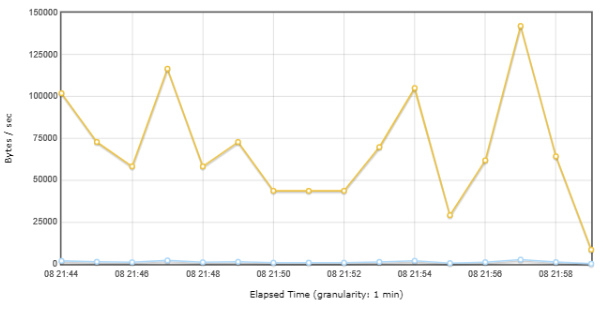 150000
125000
100000
75000
50000
25000
0
Bytes / sec
08 21:44 08 21:46 08 21:48 08 21:50 08 21:52 08 21:54 08 21:56 08 21:58
Elapsed Time (granularity: 1 min)